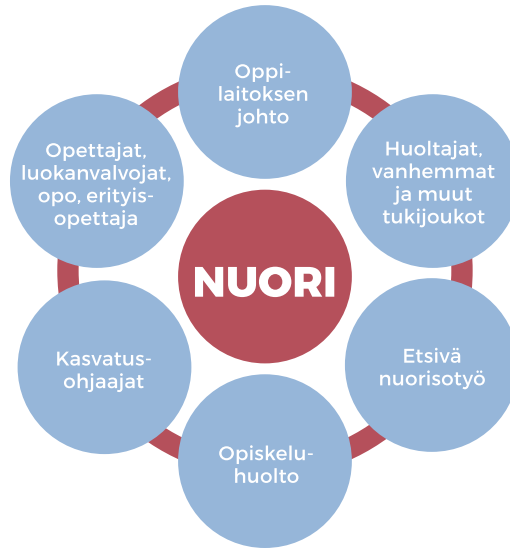 Oppi-
laitoksen
johto
Huoltajat,
vanhemmat
ja muut
tukijoukot
Etsivä
nuorisotyö
Opiskelu-
huolto
Kasvatus-
ohjaajat
Opettajat,
luokanvalvojat,
opo, erityis-
opettaja
NUORI